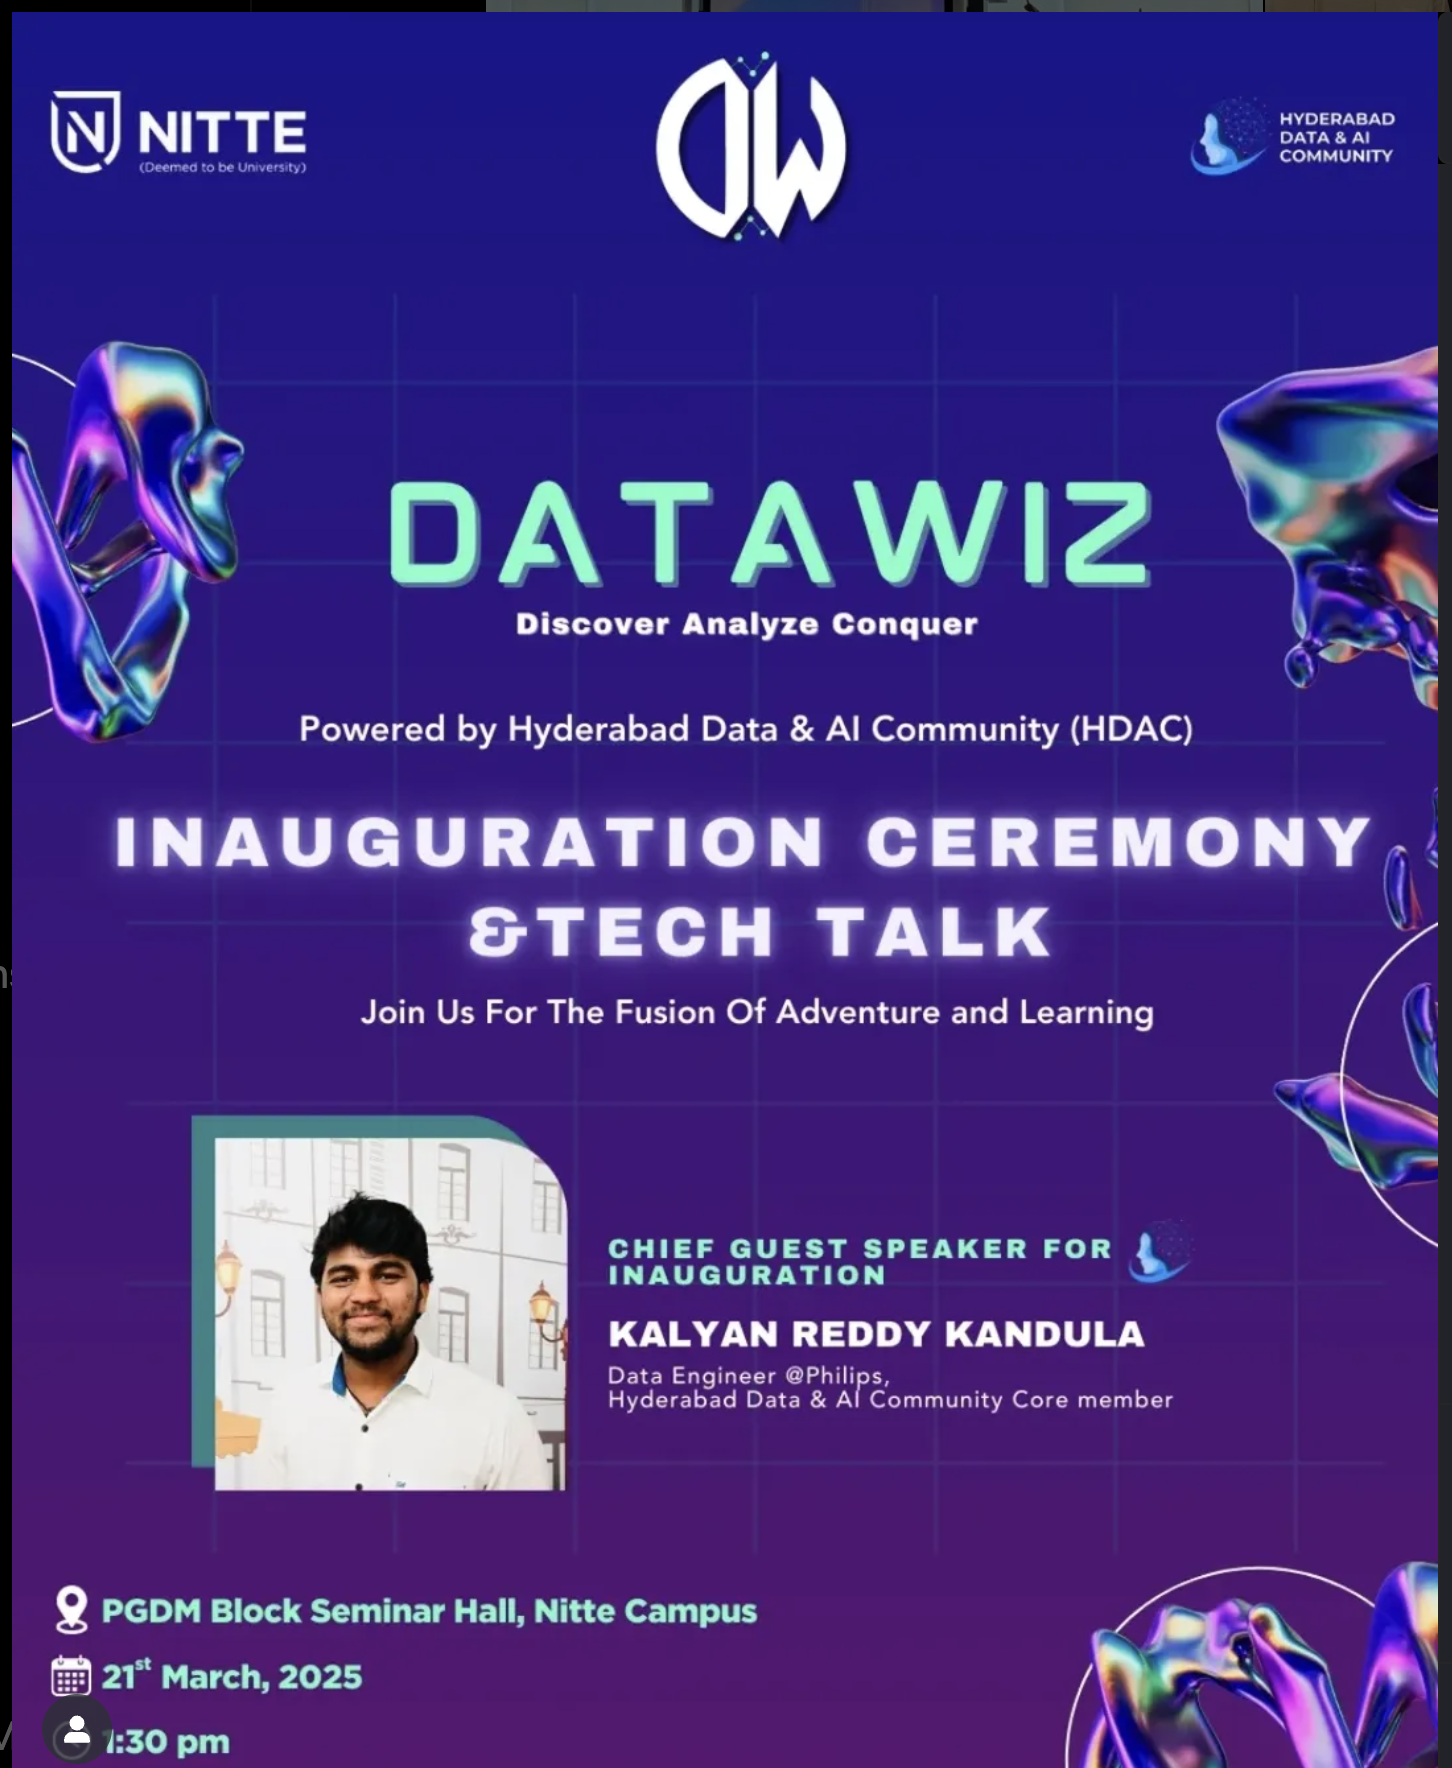 NITTE
(Deemed to be University)
DW
HYDERABAD
DATA & AI
COMMUNITY
DATAWIZ
Discover Analyze Conquer
Powered by Hyderabad Data & AI Community (HDAC)
INAUGURATION CEREMONY
&TECH TALK
Join Us For The Fusion Of Adventure and Learning
CHIEF GUEST SPEAKER FOR
INAUGURATION
KALYAN REDDY KANDULA
Data Engineer @Philips,
Hyderabad Data & AI Community Core member
PGDM Block Seminar Hall, Nitte Campus
21st March, 2025
1:30 pm